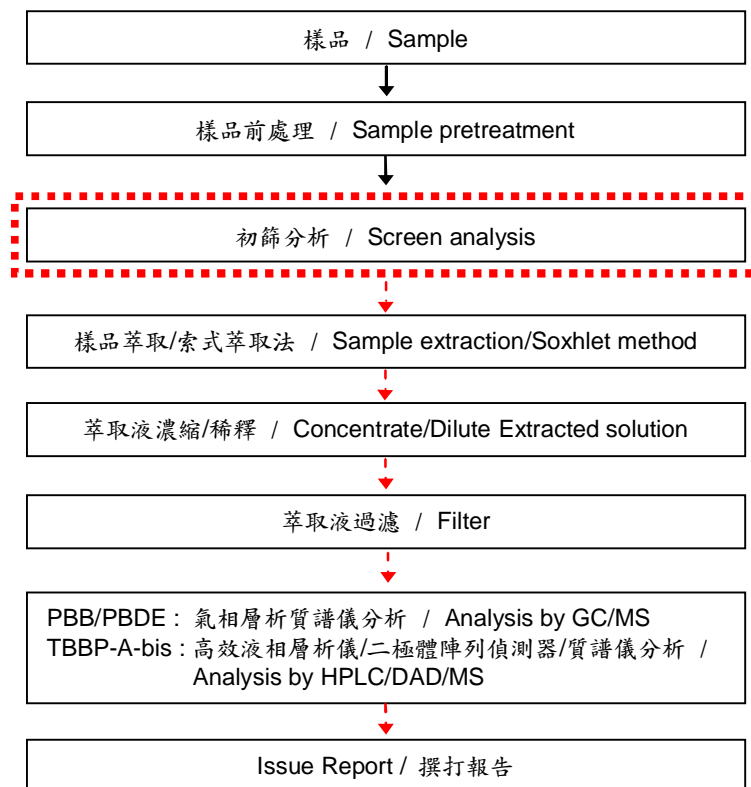 樣品 / Sample
樣品前處理 / Sample pretreatment
初篩分析 / Screen analysis
樣品萃取/索式萃取法 / Sample extraction/Soxhlet method
萃取液濃縮/稀釋 / Concentrate/Dilute Extracted solution
萃取液過濾 / Filter
PBB/PBDE : 氣相層析質譜儀分析 / Analysis by GC/MS
TBBP-A-bis : 高效液相層析儀/二極體陣列偵測器/質譜儀分析 /
Analysis by HPLC/DAD/MS
Issue Report / 撰打報告